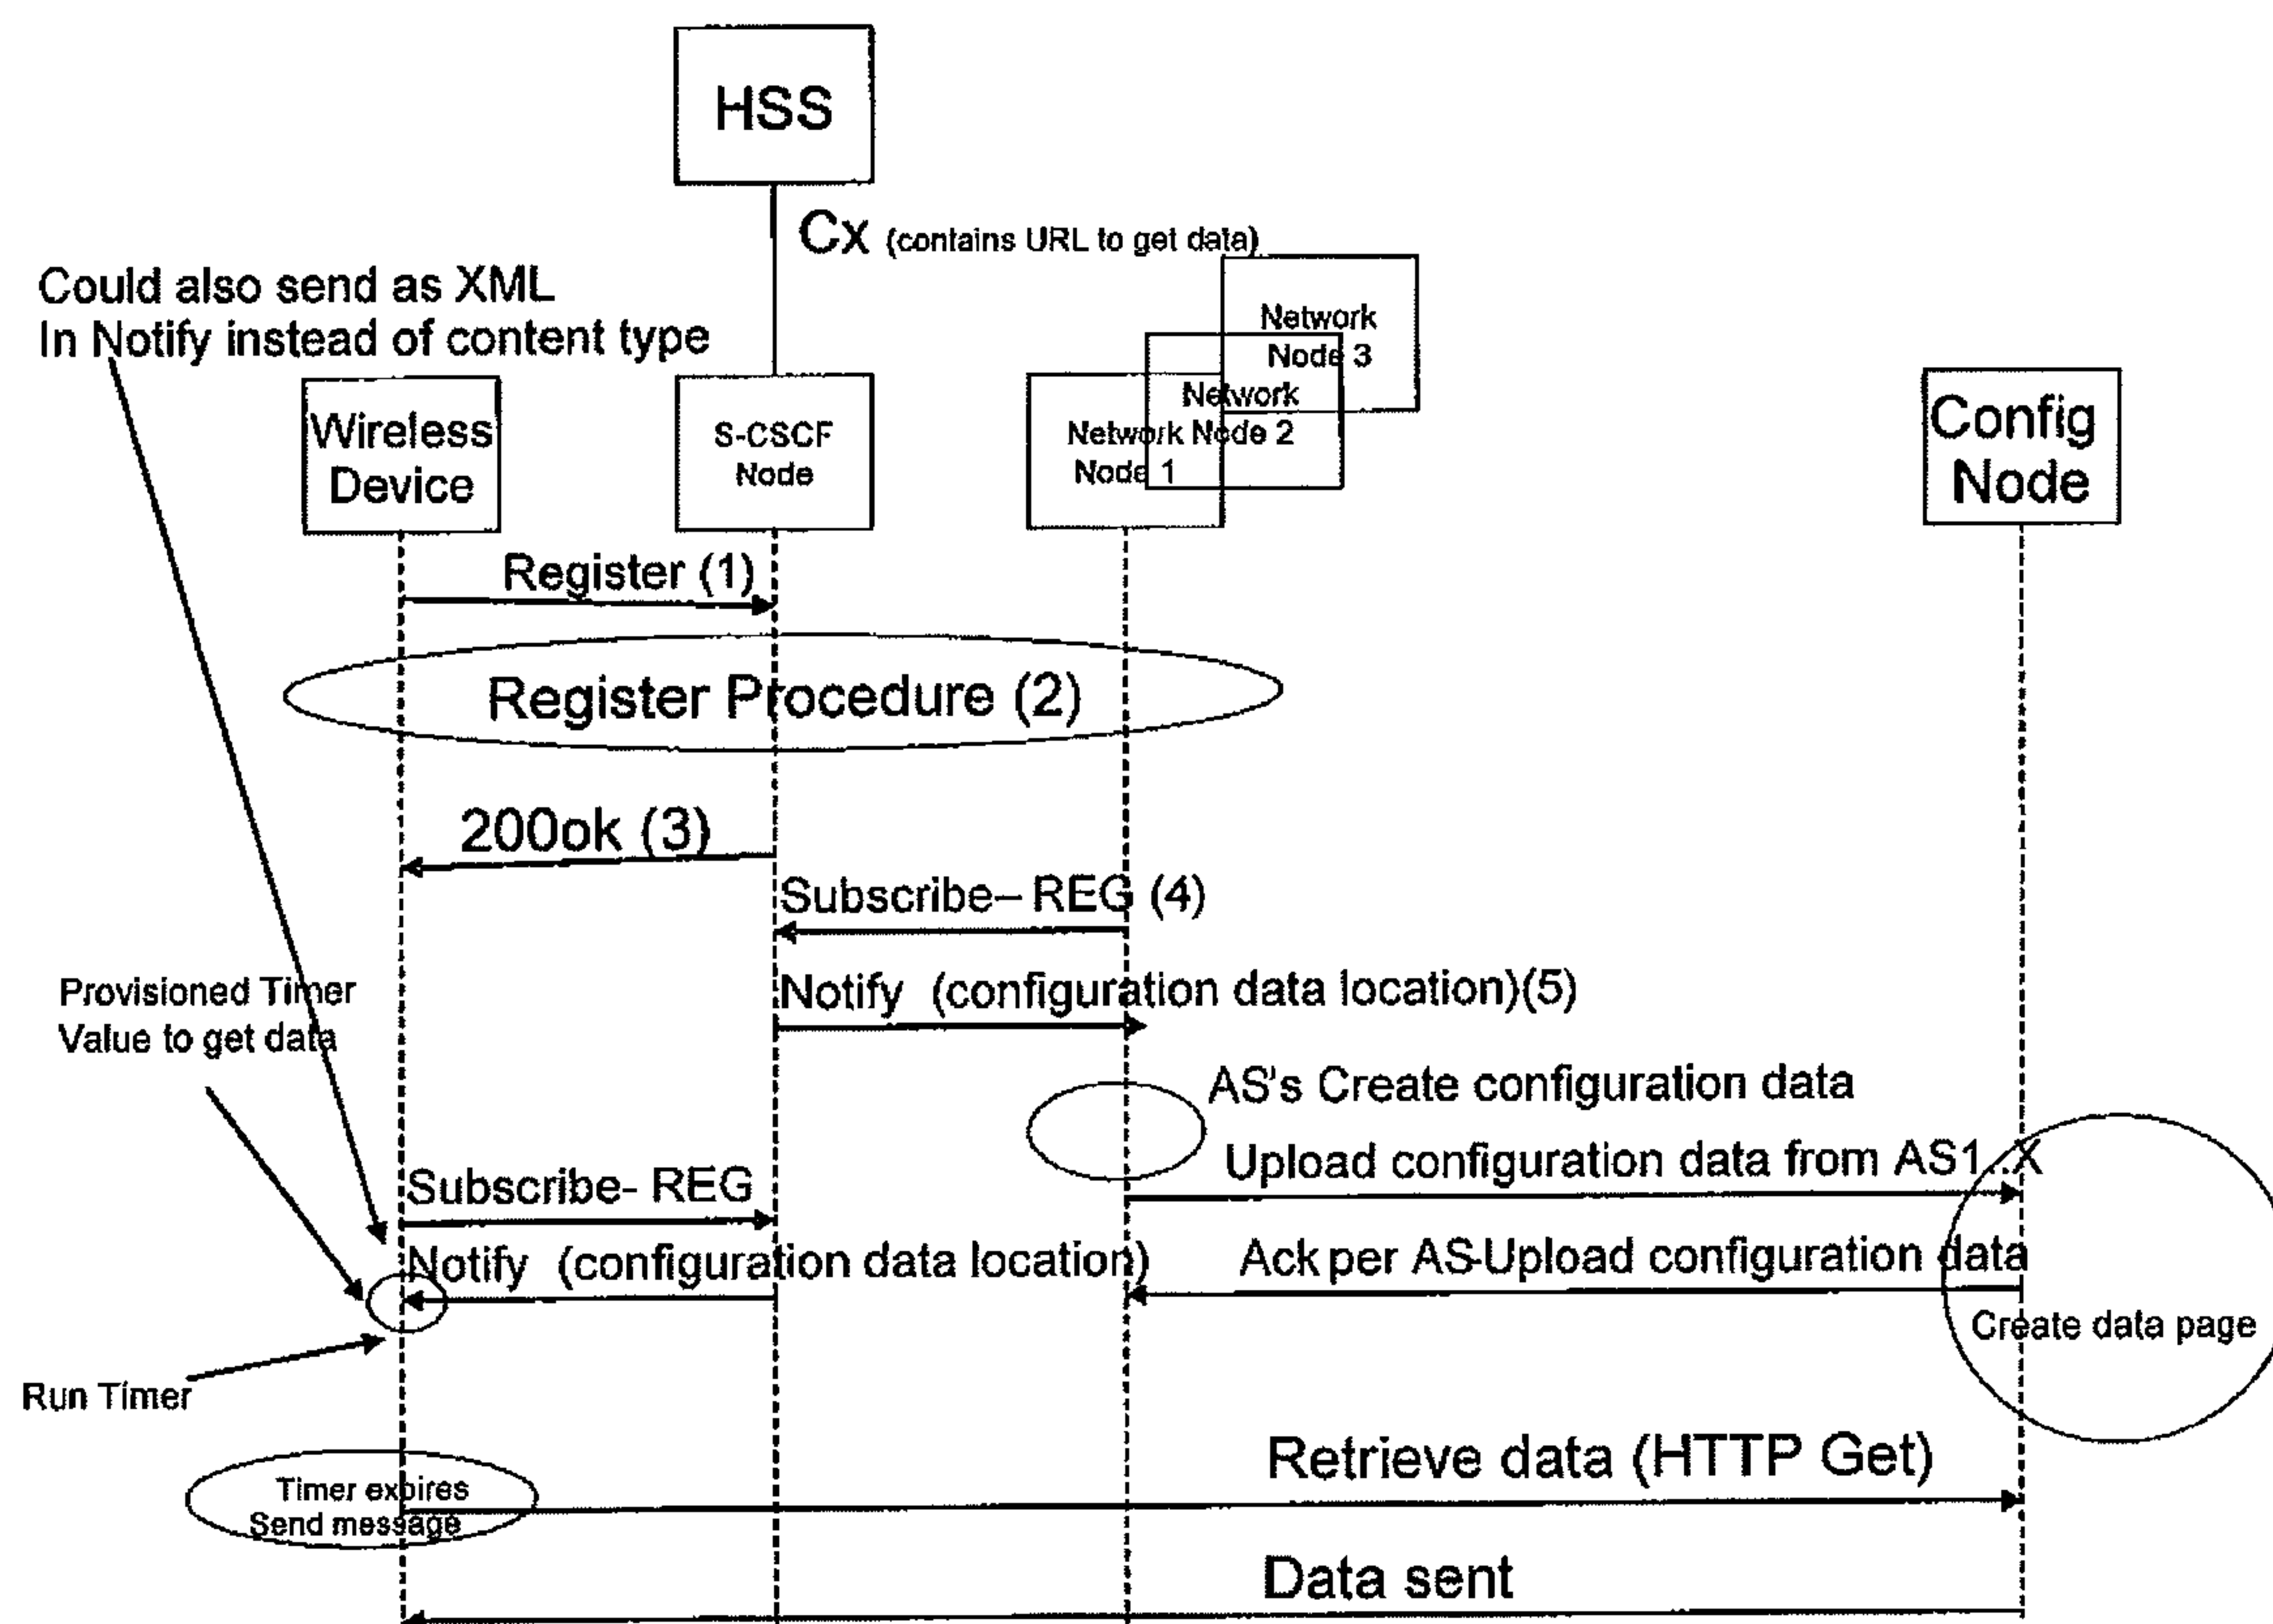 HSS
Cx (contains URL to get data)
Could also send as XML
In Notify instead of content type
Network
Node 3
Network
Node 2
Network
Node 1
Wireless
Device
S-CSCF
Node
Config
Node
Register (1)
Register Procedure (2)
200ok (3)
Subscribe– REG (4)
Provisioned Timer
Value to get data
Notify (configuration data location)(5)
AS's Create configuration data
Upload configuration data from AS1..X
Subscribe- REG
Notify (configuration data location)
Ack per AS-Upload configuration data
Create data page
Run Timer
Retrieve data (HTTP Get)
Timer expires
Send message
Data sent